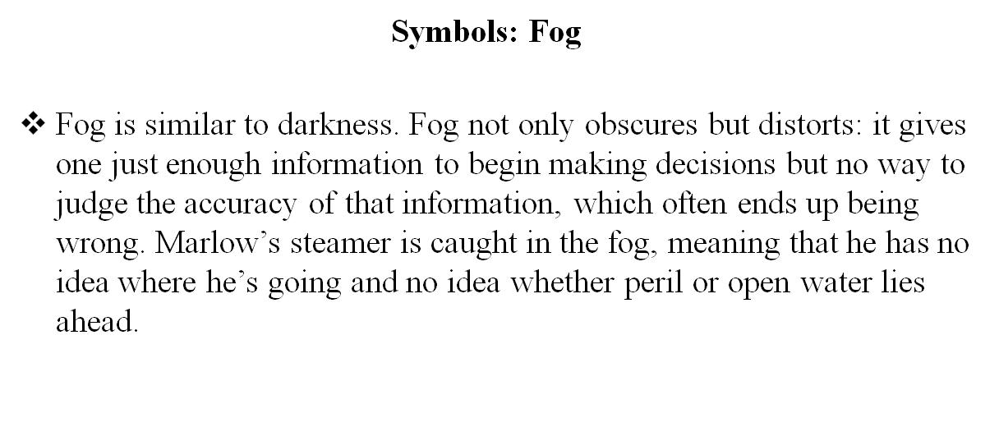 Symbols: Fog
❖ Fog is similar to darkness. Fog not only obscures but distorts: it gives
one just enough information to begin making decisions but no way to
judge the accuracy of that information, which often ends up being
wrong. Marlow’s steamer is caught in the fog, meaning that he has no
idea where he’s going and no idea whether peril or open water lies
ahead.